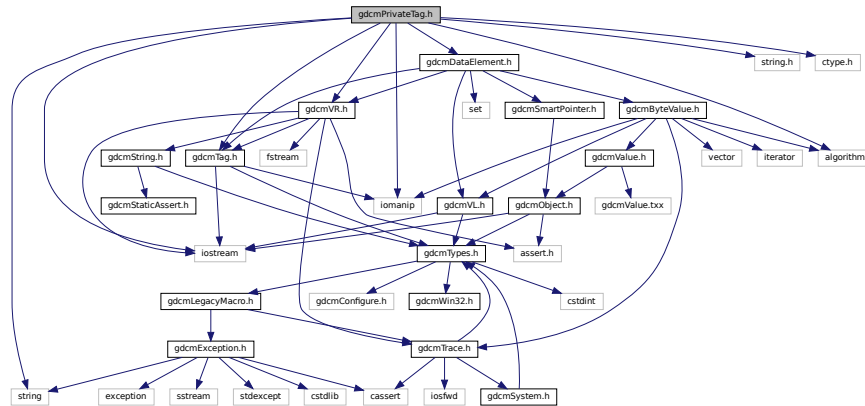 gdcmPrivateTag.h
gdcmDataElement.h
string.h
ctype.h
gdcmVR.h
set
gdcmSmartPointer.h
gdcmByteValue.h
gdcmString.h
gdcmTag.h
fstream
gdcmValue.h
vector
iterator
algorithm
gdcmStaticAssert.h
iomanip
gdcmVL.h
gdcmObject.h
gdcmValue.txx
iostream
gdcmTypes.h
assert.h
gdcmLegacyMacro.h
gdcmConfigure.h
gdcmWin32.h
cstdint
gdcmException.h
gdcmTrace.h
string
exception
sstream
stdexcept
cstdlib
cassert
iosfwd
gdcmSystem.h